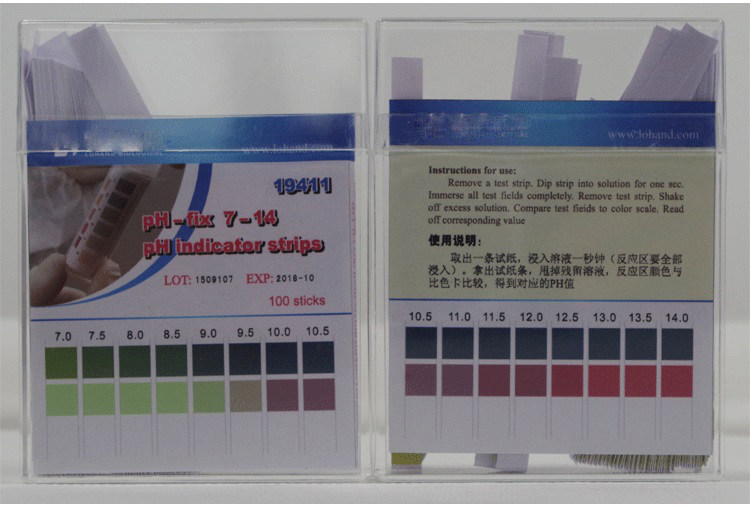 www.lohand.com
19411
pH-fix 7-14
pH indicator strips
LOT: 1509107 EXP: 2018-10
100 sticks
7.0 7.5 8.0 8.5 9.0 9.5 10.0 10.5
www.lohand.com
Instructions for use:
Remove a test strip. Dip strip into solution for one sec.
Immerse all test fields completely. Remove test strip. Shake
off excess solution. Compare test fields to color scale. Read
off corresponding value
使用说明：
取出一条试纸，浸入溶液一秒钟（反应区要全部
浸入）。拿出试纸条，甩掉残留溶液，反应区颜色与
比色卡比较，得到对应的PH值
10.5 11.0 11.5 12.0 12.5 13.0 13.5 14.0